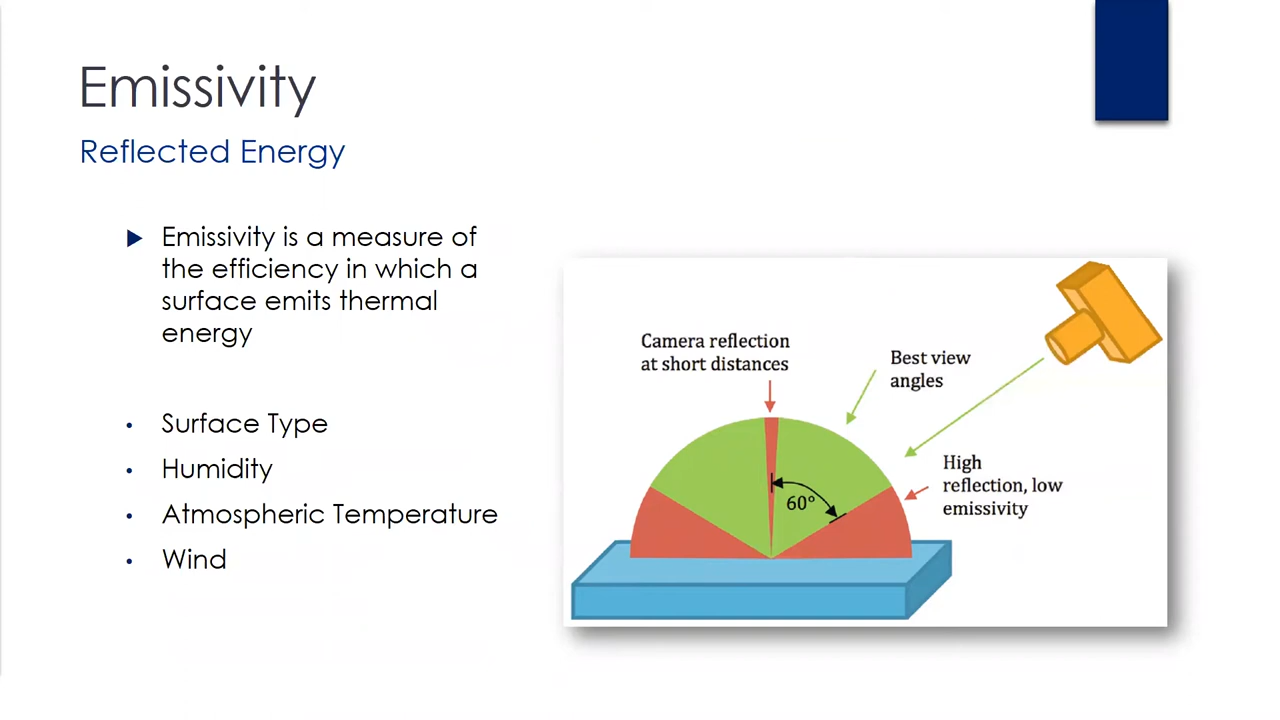 Emissivity
Reflected Energy
Emissivity is a measure of
the efficiency in which a
surface emits thermal
energy
Surface Type
Humidity
Atmospheric Temperature
Wind
Camera reflection
at short distances
Best view
angles
High
reflection, low
emissivity
60°